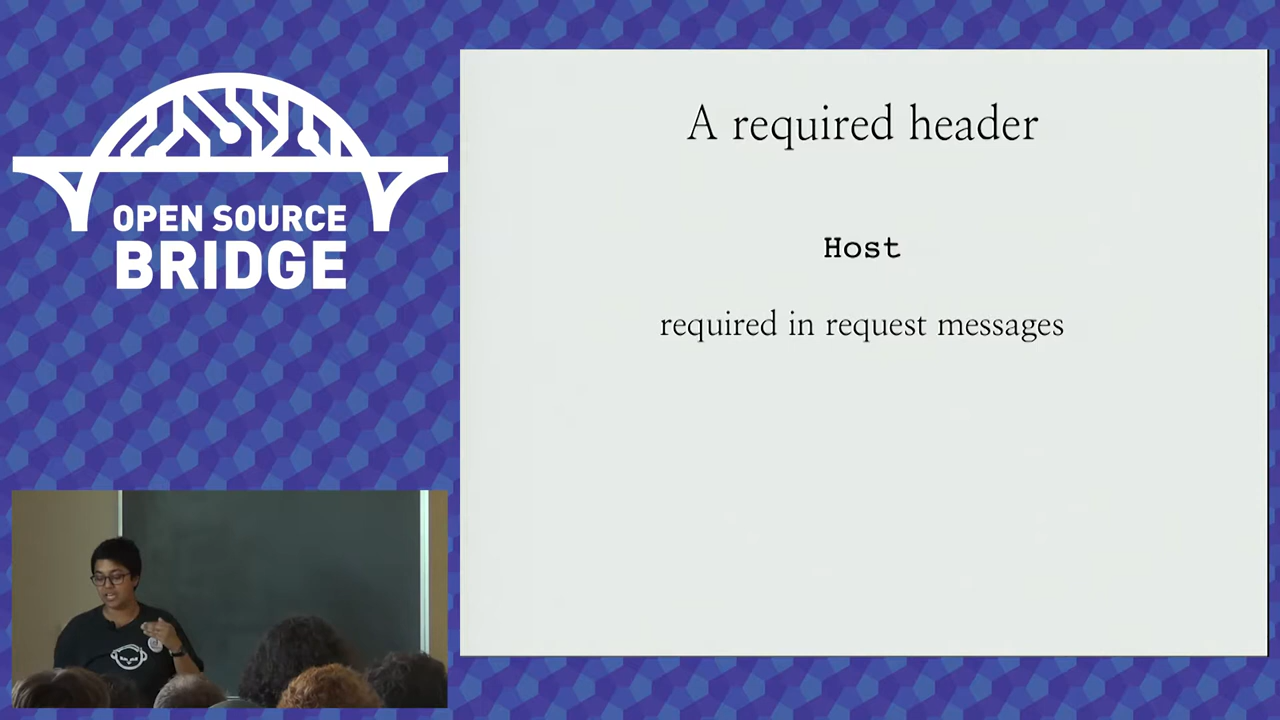 OPEN SOURCE
BRIDGE
A required header
Host
required in request messages